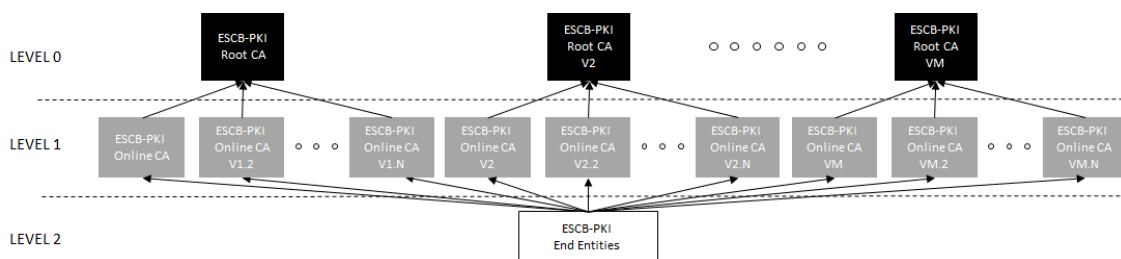 LEVEL 0
ESCB-PKI
Root CA
ESCB-PKI
Root CA
V2
ESCB-PKI
Root CA
VM
LEVEL 1
ESCB-PKI
Online CA
ESCB-PKI
Online CA
V1.2
ESCB-PKI
Online CA
V1.N
ESCB-PKI
Online CA
V2
ESCB-PKI
Online CA
V2.2
ESCB-PKI
Online CA
V2.N
ESCB-PKI
Online CA
VM
ESCB-PKI
Online CA
VM.2
ESCB-PKI
Online CA
VM.N
LEVEL 2
ESCB-PKI
End Entities